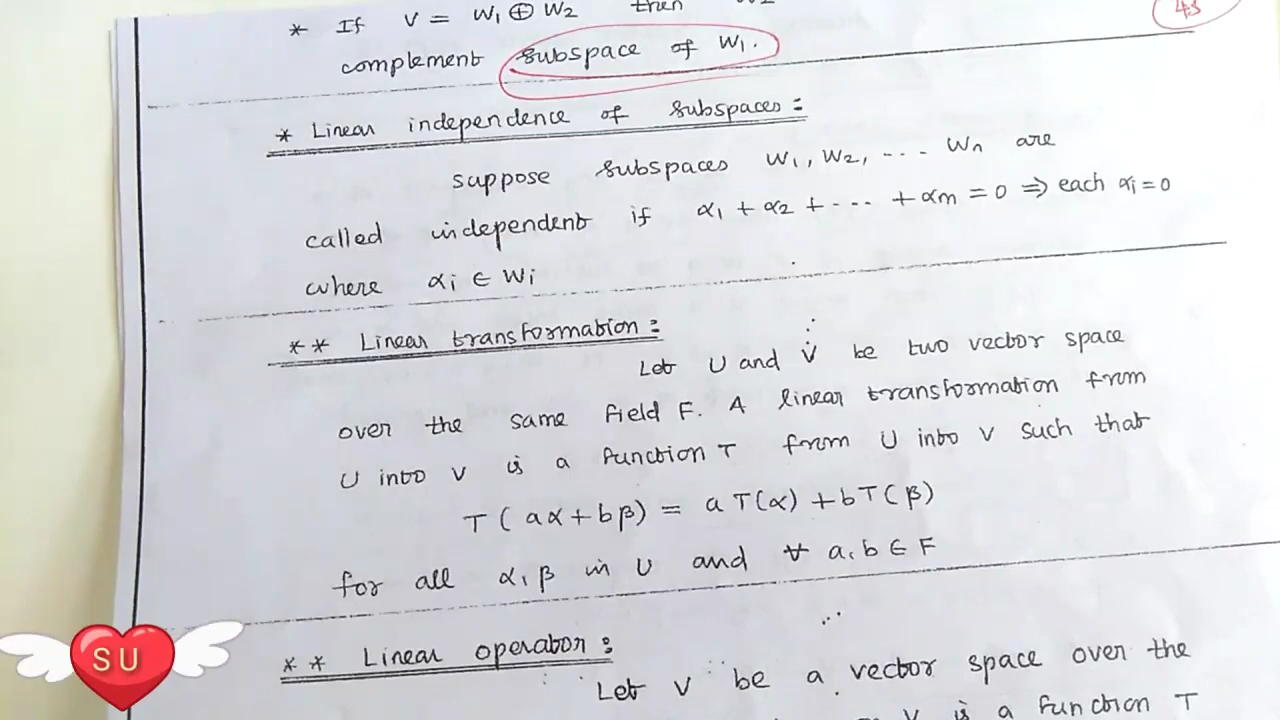 * If V = W₁ ⊕ W₂ then
complement subspace of W₁.
43
* Linear independence of subspaces :
suppose subspaces W₁, W₂, ... Wn are
called independent if α₁ + α₂ + ... + αm = 0 ⇒ each αi = 0
where αi ∈ Wi
** Linear transformation :
Let U and V be two vector space
over the same field F. A linear transformation from
U into V is a function T from U into V such that
T ( aα + bβ ) = a T(α) + b T(β)
for all α, β in U and ∀ a, b ∈ F
** Linear operator :
Let V be a vector space over the
V is a function T
SU